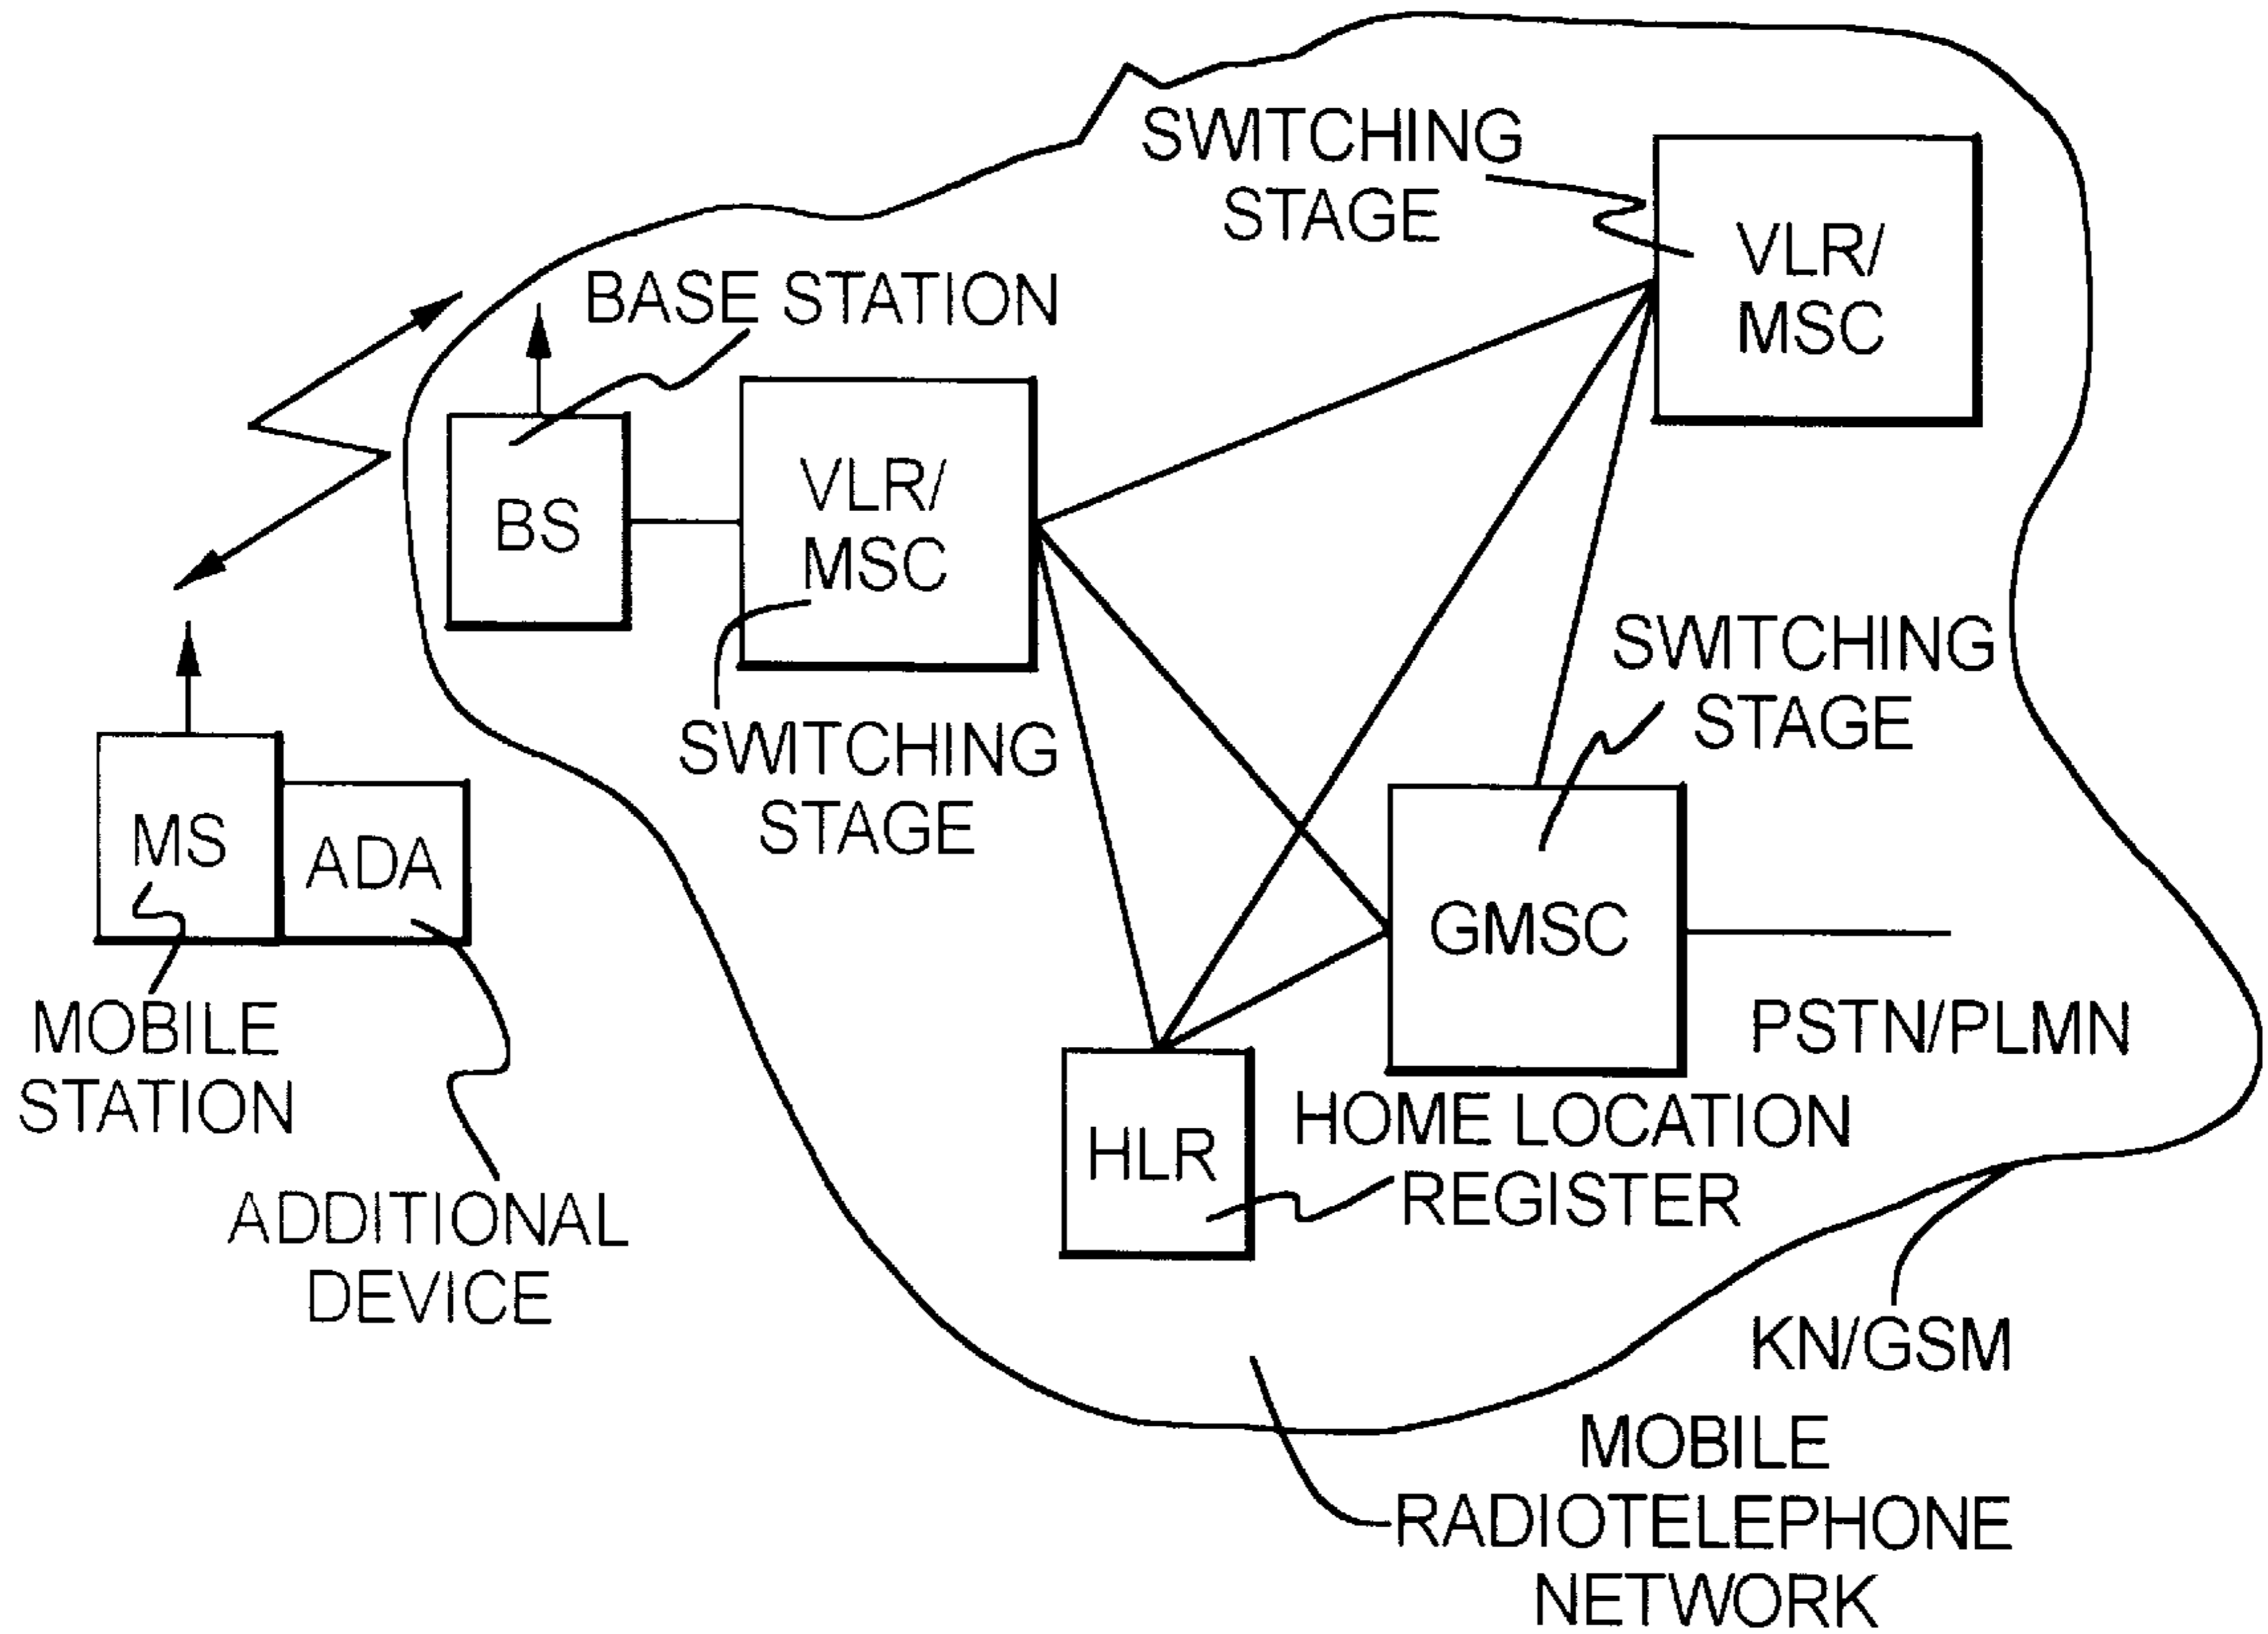 SWITCHING
STAGE
VLR/
MSC
BASE STATION
BS
VLR/
MSC
SWITCHING
STAGE
SWITCHING
STAGE
MS
ADA
GMSC
MOBILE
STATION
PSTN/PLMN
HLR
HOME LOCATION
REGISTER
ADDITIONAL
DEVICE
KN/GSM
MOBILE
RADIOTELEPHONE
NETWORK